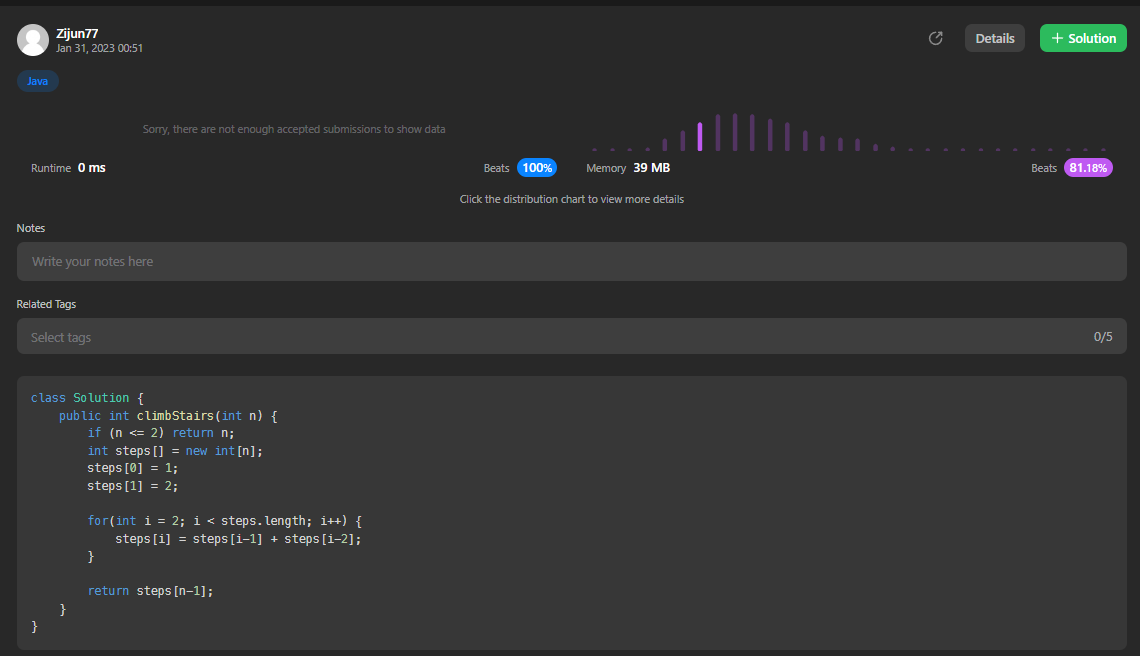 Zijun77
Jan 31, 2023 00:51
Details
+ Solution
Java
Sorry, there are not enough accepted submissions to show data
Runtime 0 ms
Beats 100%
Memory 39 MB
Beats 81.18%
Click the distribution chart to view more details
Notes
Write your notes here
Related Tags
Select tags
0/5
class Solution {
    public int climbStairs(int n) {
        if (n <= 2) return n;
        int steps[] = new int[n];
        steps[0] = 1;
        steps[1] = 2;

        for(int i = 2; i < steps.length; i++) {
            steps[i] = steps[i-1] + steps[i-2];
        }

        return steps[n-1];
    }
}